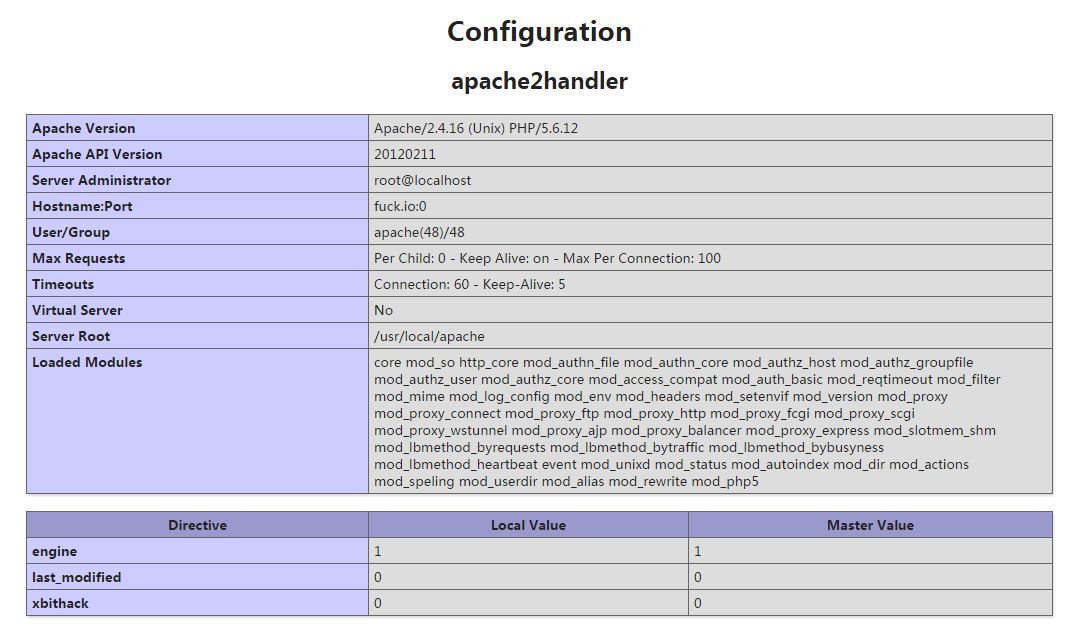 Configuration
apache2handler
Apache Version Apache/2.4.16 (Unix) PHP/5.6.12
Apache API Version 20120211
Server Administrator root@localhost
Hostname:Port fuck.io:0
User/Group apache(48)/48
Max Requests Per Child: 0 - Keep Alive: on - Max Per Connection: 100
Timeouts Connection: 60 - Keep-Alive: 5
Virtual Server No
Server Root /usr/local/apache
Loaded Modules core mod_so http_core mod_authn_file mod_authn_core mod_authz_host mod_authz_groupfile
mod_authz_user mod_authz_core mod_access_compat mod_auth_basic mod_reqtimeout mod_filter
mod_mime mod_log_config mod_env mod_headers mod_setenvif mod_version mod_proxy
mod_proxy_connect mod_proxy_ftp mod_proxy_http mod_proxy_fcgi mod_proxy_scgi
mod_proxy_wstunnel mod_proxy_ajp mod_proxy_balancer mod_proxy_express mod_slotmem_shm
mod_lbmethod_byrequests mod_lbmethod_bytraffic mod_lbmethod_bybusyness
mod_lbmethod_heartbeat event mod_unixd mod_status mod_autoindex mod_dir mod_actions
mod_speling mod_userdir mod_alias mod_rewrite mod_php5
Directive Local Value Master Value
engine 1 1
last_modified 0 0
xbithack 0 0